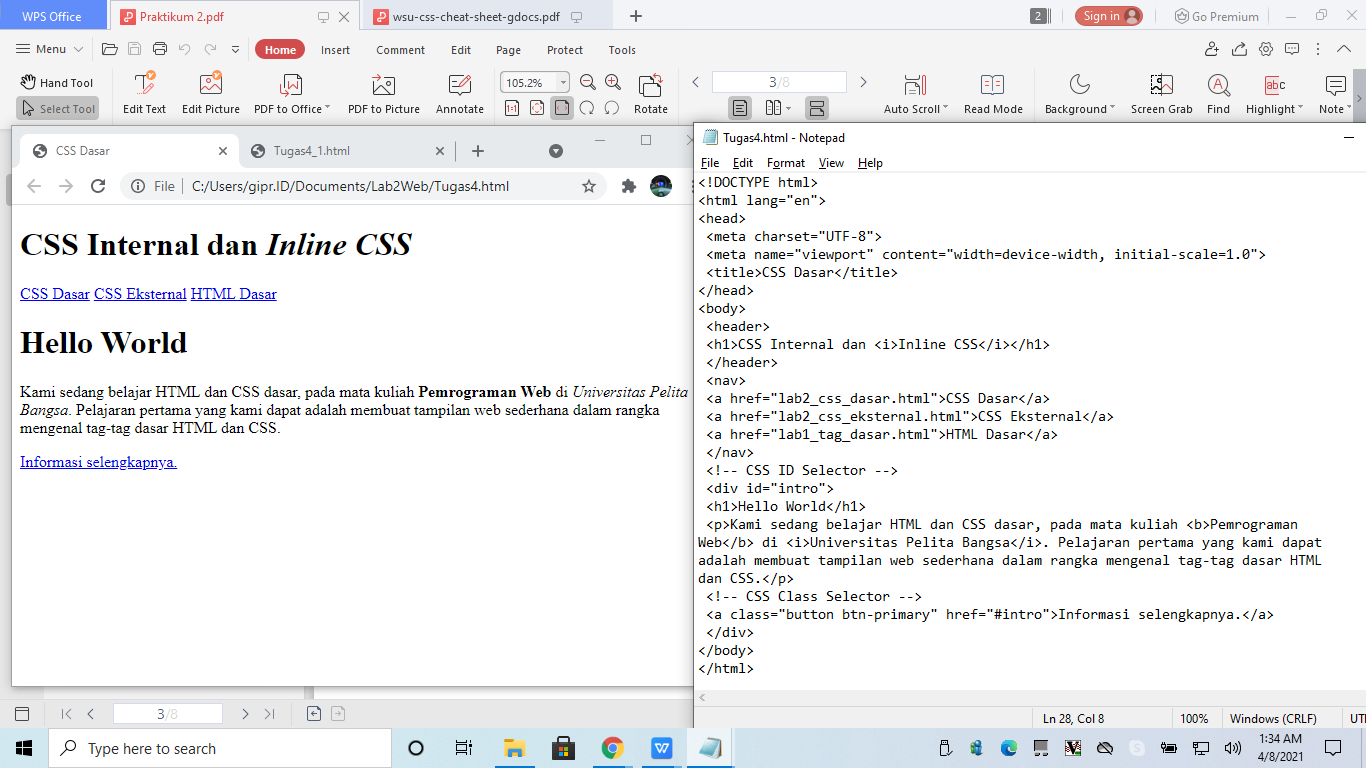 WPS Office
Praktikum 2.pdf
wsu-css-cheat-sheet-gdocs.pdf
2
Sign in
Go Premium
Menu
Home
Insert
Comment
Edit
Page
Protect
Tools
Hand Tool
Select Tool
Edit Text
Edit Picture
PDF to Office
PDF to Picture
Annotate
105.2%
Rotate
3/8
Auto Scroll
Read Mode
Background
Screen Grab
Find
Highlight
Note
CSS Dasar
Tugas4_1.html
File | C:/Users/gipr.ID/Documents/Lab2Web/Tugas4.html
CSS Internal dan Inline CSS
CSS Dasar CSS Eksternal HTML Dasar
Hello World
Kami sedang belajar HTML dan CSS dasar, pada mata kuliah Pemrograman Web di Universitas Pelita
Bangsa. Pelajaran pertama yang kami dapat adalah membuat tampilan web sederhana dalam rangka
mengenal tag-tag dasar HTML dan CSS.
Informasi selengkapnya.
Tugas4.html - Notepad
File Edit Format View Help
<!DOCTYPE html>
<html lang="en">
<head>
<meta charset="UTF-8">
<meta name="viewport" content="width=device-width, initial-scale=1.0">
<title>CSS Dasar</title>
</head>
<body>
<header>
<h1>CSS Internal dan <i>Inline CSS</i></h1>
</header>
<nav>
<a href="lab2_css_dasar.html">CSS Dasar</a>
<a href="lab2_css_eksternal.html">CSS Eksternal</a>
<a href="lab1_tag_dasar.html">HTML Dasar</a>
</nav>
<!-- CSS ID Selector -->
<div id="intro">
<h1>Hello World</h1>
<p>Kami sedang belajar HTML dan CSS dasar, pada mata kuliah <b>Pemrograman
Web</b> di <i>Universitas Pelita Bangsa</i>. Pelajaran pertama yang kami dapat
adalah membuat tampilan web sederhana dalam rangka mengenal tag-tag dasar HTML
dan CSS.</p>
<!-- CSS Class Selector -->
<a class="button btn-primary" href="#intro">Informasi selengkapnya.</a>
</div>
</body>
</html>
Ln 28, Col 8
100%
Windows (CRLF)
UTF
3/8
Type here to search
1:34 AM
4/8/2021